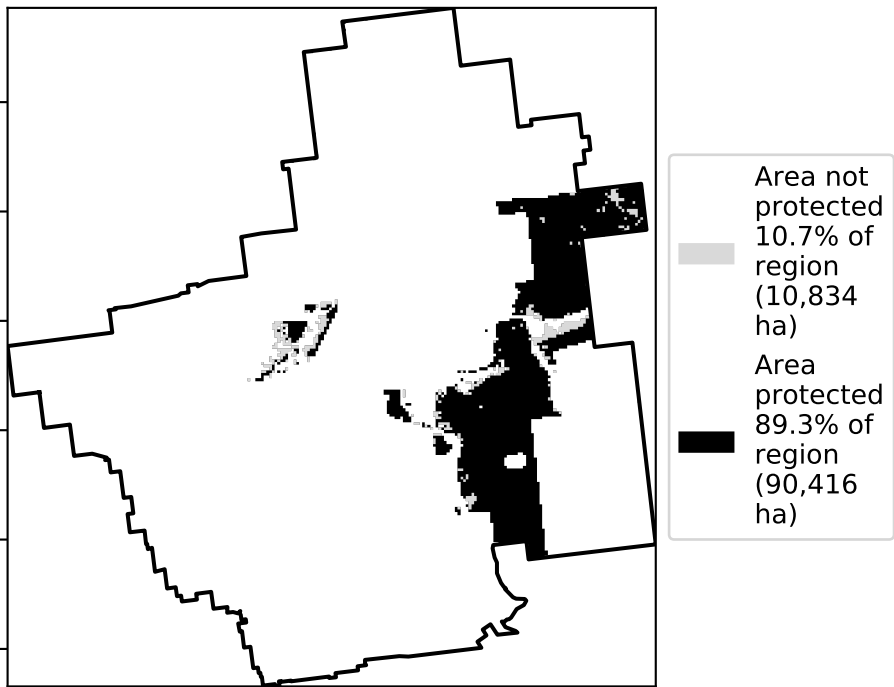 Area not
protected
10.7% of
region
(10,834
ha)
Area
protected
89.3% of
region
(90,416
ha)